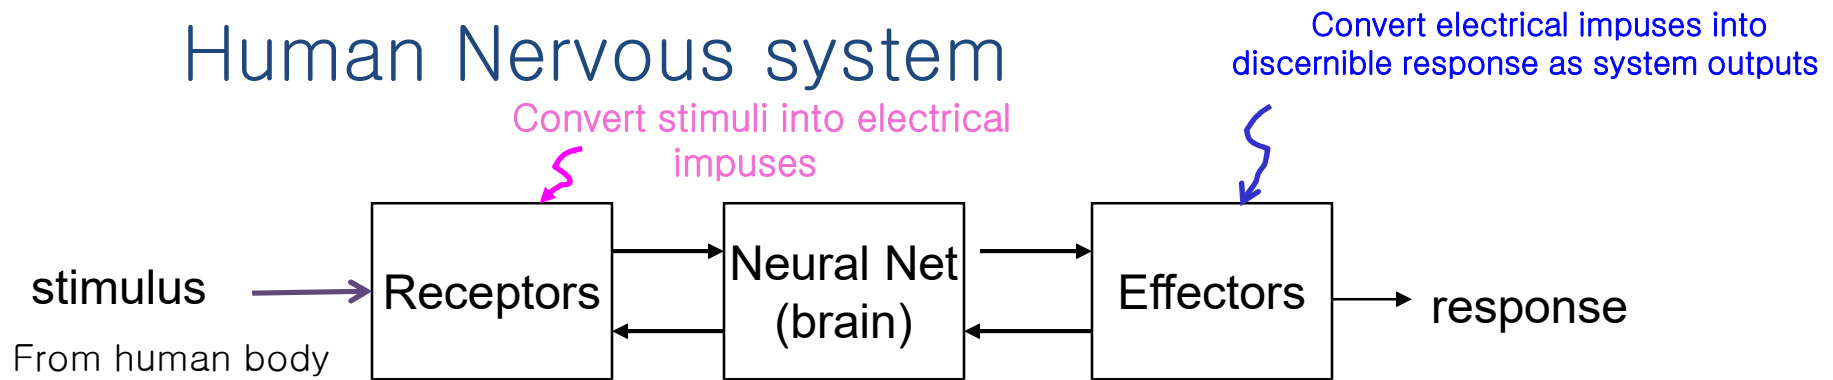 Human Nervous system
Convert electrical impuses into
discernible response as system outputs
Convert stimuli into electrical
impuses
stimulus
From human body
Receptors
Neural Net
(brain)
Effectors
response